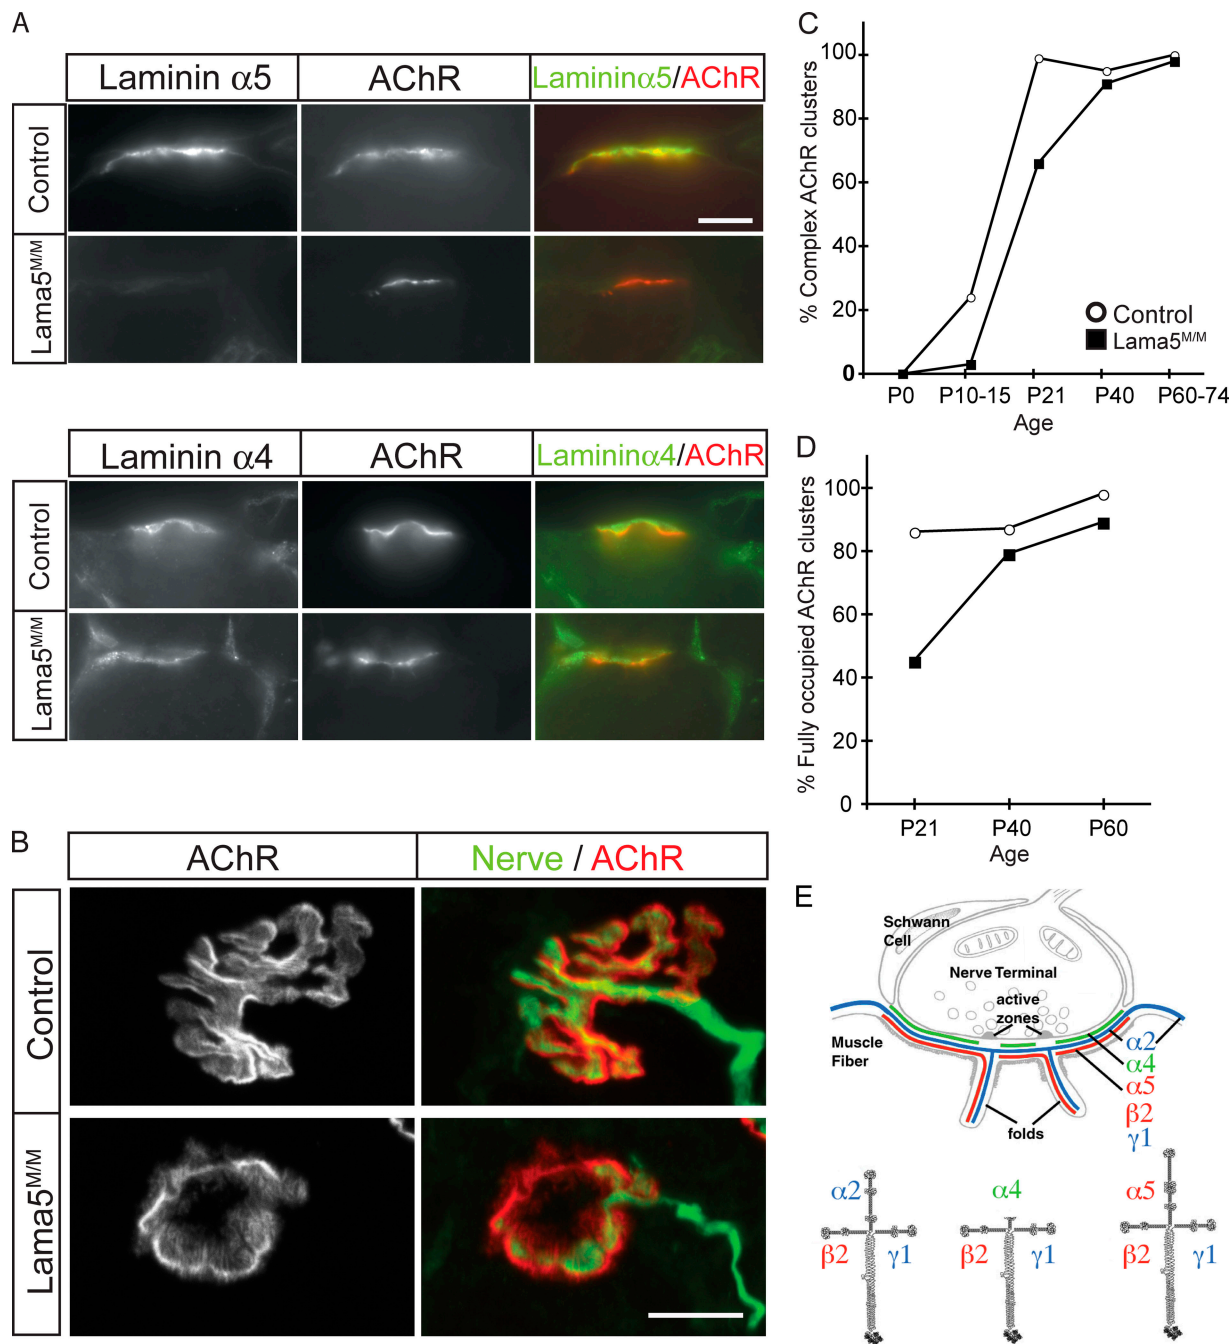 A
Laminin α5 AChR Lamininα5/AChR
Control
Lama5M/M
Laminin α4 AChR Lamininα4/AChR
Control
Lama5M/M
B
AChR Nerve / AChR
Control
Lama5M/M
C
% Complex AChR clusters
100
80
60
40
20
0
Control
Lama5M/M
P0 P10-15 P21 P40 P60-74
Age
D
% Fully occupied AChR clusters
100
80
60
40
20
0
P21 P40 P60
Age
E
Schwann
Cell
Nerve Terminal
active
zones
Muscle
Fiber
α2
α4
α5
β2
γ1
folds
α2 α4 α5
β2 γ1 β2 γ1 β2 γ1